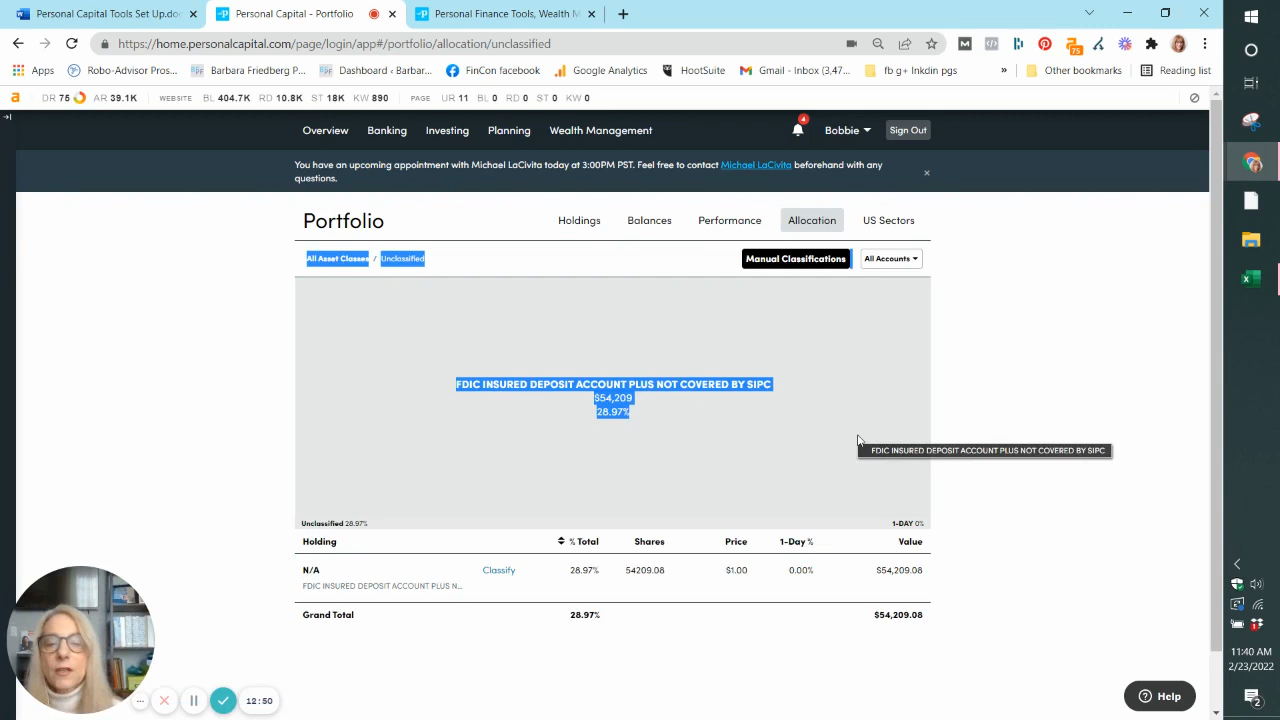 Personal Capital Tools Set Up.doc
Personal Capital - Portfolio
Personal Finance Tools, Wealth M
https://home.personalcapital.com/page/login/app#/portfolio/allocation/unclassified
75
Apps
Robo-Advisor Pros...
Barbara Friedberg P...
Dashboard ‹ Barbar...
FinCon facebook
Google Analytics
HootSuite
Gmail - Inbox (3,47...
fb g+ lnkdin pgs
»
Other bookmarks
Reading list
DR 75 AR 39.1K WEBSITE BL 404.7K RD 10.8K ST 18K KW 890 PAGE UR 11 BL 0 RD 0 ST 0 KW 0
Overview Banking Investing Planning Wealth Management 4 Bobbie Sign Out
You have an upcoming appointment with Michael LaCivita today at 3:00PM PST. Feel free to contact Michael LaCivita beforehand with any
questions.
Portfolio Holdings Balances Performance Allocation US Sectors
All Asset Classes / Unclassified Manual Classifications All Accounts
FDIC INSURED DEPOSIT ACCOUNT PLUS NOT COVERED BY SIPC
$54,209
28.97%
FDIC INSURED DEPOSIT ACCOUNT PLUS NOT COVERED BY SIPC
Unclassified 28.97% 1-DAY 0%
Holding % Total Shares Price 1-Day % Value
N/A Classify 28.97% 54209.08 $1.00 0.00% $54,209.08
FDIC INSURED DEPOSIT ACCOUNT PLUS N...
Grand Total 28.97% $54,209.08
12:50
Help
11:40 AM
2/23/2022
2